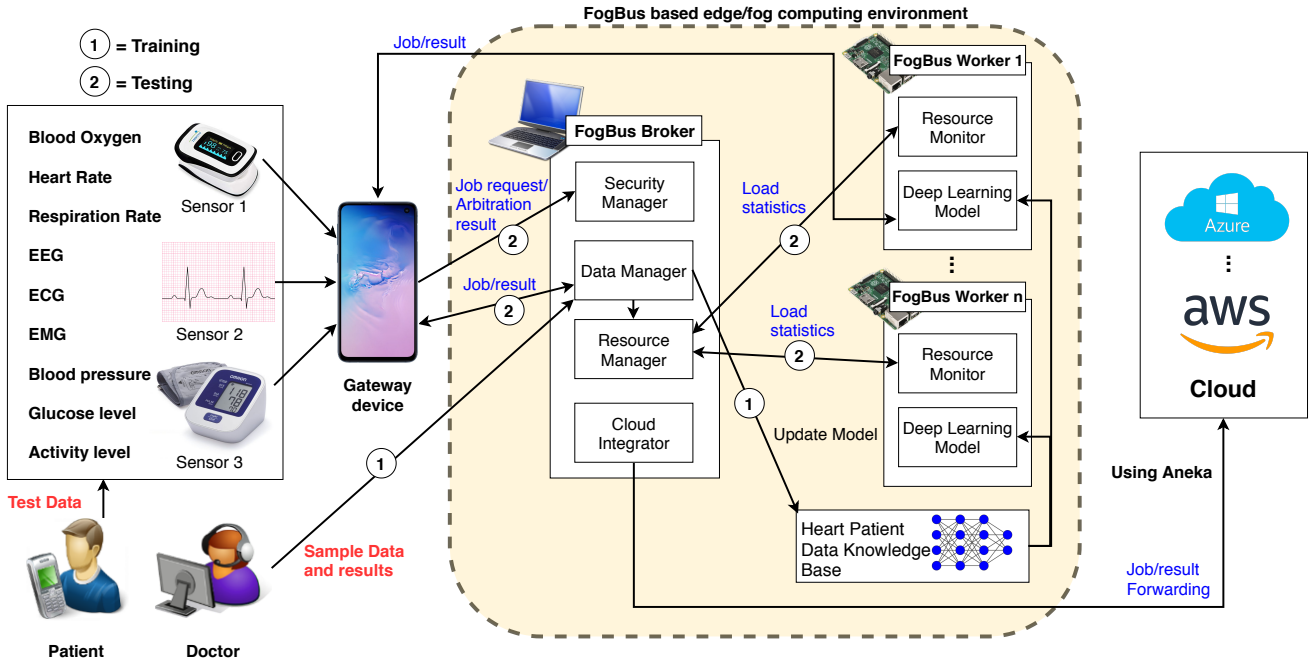 FogBus based edge/fog computing environment
1 = Training
2 = Testing
Blood Oxygen
Heart Rate
Respiration Rate
EEG
ECG
EMG
Blood pressure
Glucose level
Activity level
Sensor 1
Sensor 2
Sensor 3
Test Data
Patient
Doctor
Sample Data
and results
1
Gateway
device
Job/result
Job request/
Arbitration
result
2
Job/result
2
FogBus Broker
Security
Manager
Data Manager
Resource
Manager
Cloud
Integrator
Load
statistics
2
Load
statistics
2
1
Update Model
FogBus Worker 1
Resource
Monitor
Deep Learning
Model
...
FogBus Worker n
Resource
Monitor
Deep Learning
Model
Heart Patient
Data Knowledge
Base
Azure
...
aws
Cloud
Using Aneka
Job/result
Forwarding